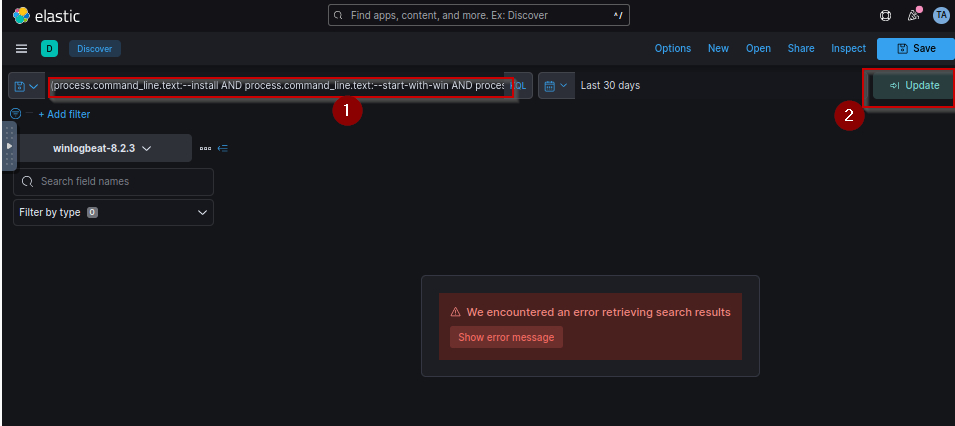 elastic
Find apps, content, and more. Ex: Discover
^/
TA
D
Discover
Options
New
Open
Share
Inspect
Save
(process.command_line.text:--install AND process.command_line.text:--start-with-win AND proces
KQL
Last 30 days
Update
1
2
+ Add filter
winlogbeat-8.2.3
Search field names
Filter by type 0
We encountered an error retrieving search results
Show error message